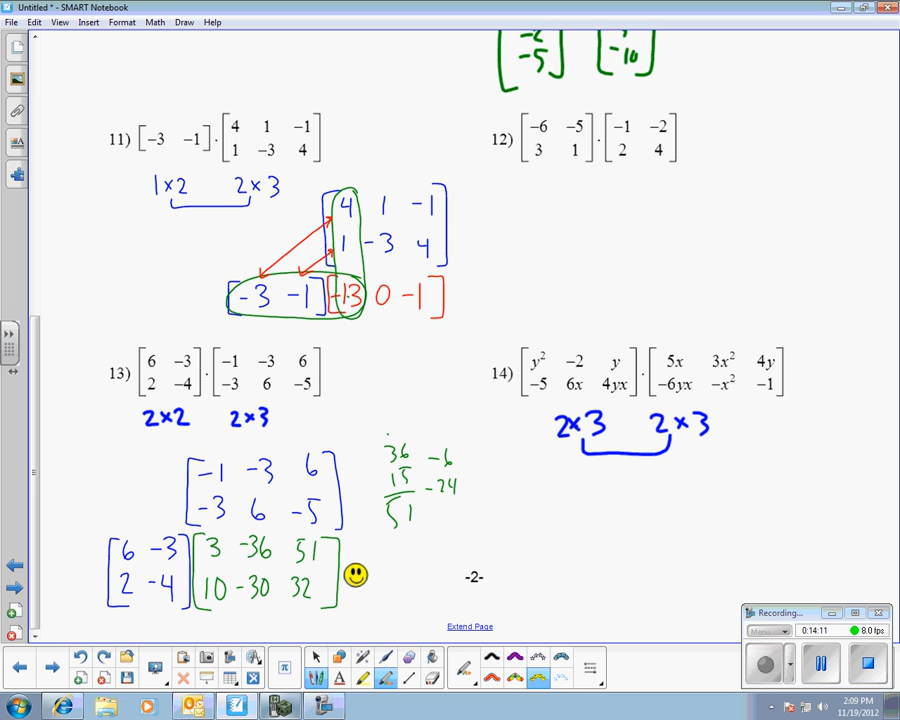 Untitled * - SMART Notebook
File Edit View Insert Format Math Draw Help
-5 -10
11) [-3 -1] · [4 1 -1
1 -3 4]
12) [-6 -5
3 1] · [-1 -2
2 4]
1×2 2×3
[4 1 -1
1 -3 4]
[-3 -1] [-13 0 -1]
13) [6 -3
2 -4] · [-1 -3 6
-3 6 -5]
2×2 2×3
14) [y² -2 y
-5 6x 4yx] · [5x 3x² 4y
-6yx -x² -1]
2×3 2×3
[-1 -3 6
-3 6 -5]
36 -6
15 -24
51
[6 -3
2 -4] [3 -36 51
10 -30 32]
-2-
Extend Page
Recording...
Menu
0:14:11 8.0 fps
2:09 PM
11/19/2012